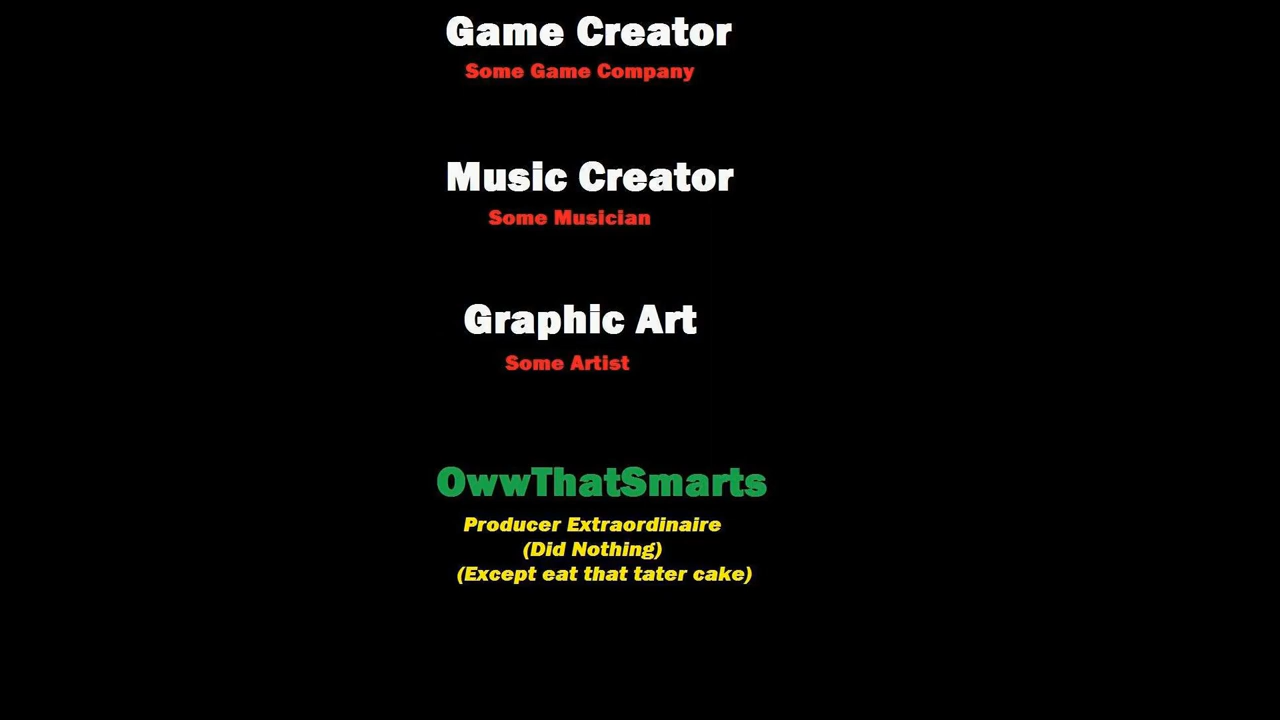 Game Creator
Some Game Company
Music Creator
Some Musician
Graphic Art
Some Artist
OwwThatSmarts
Producer Extraordinaire
(Did Nothing)
(Except eat that tater cake)